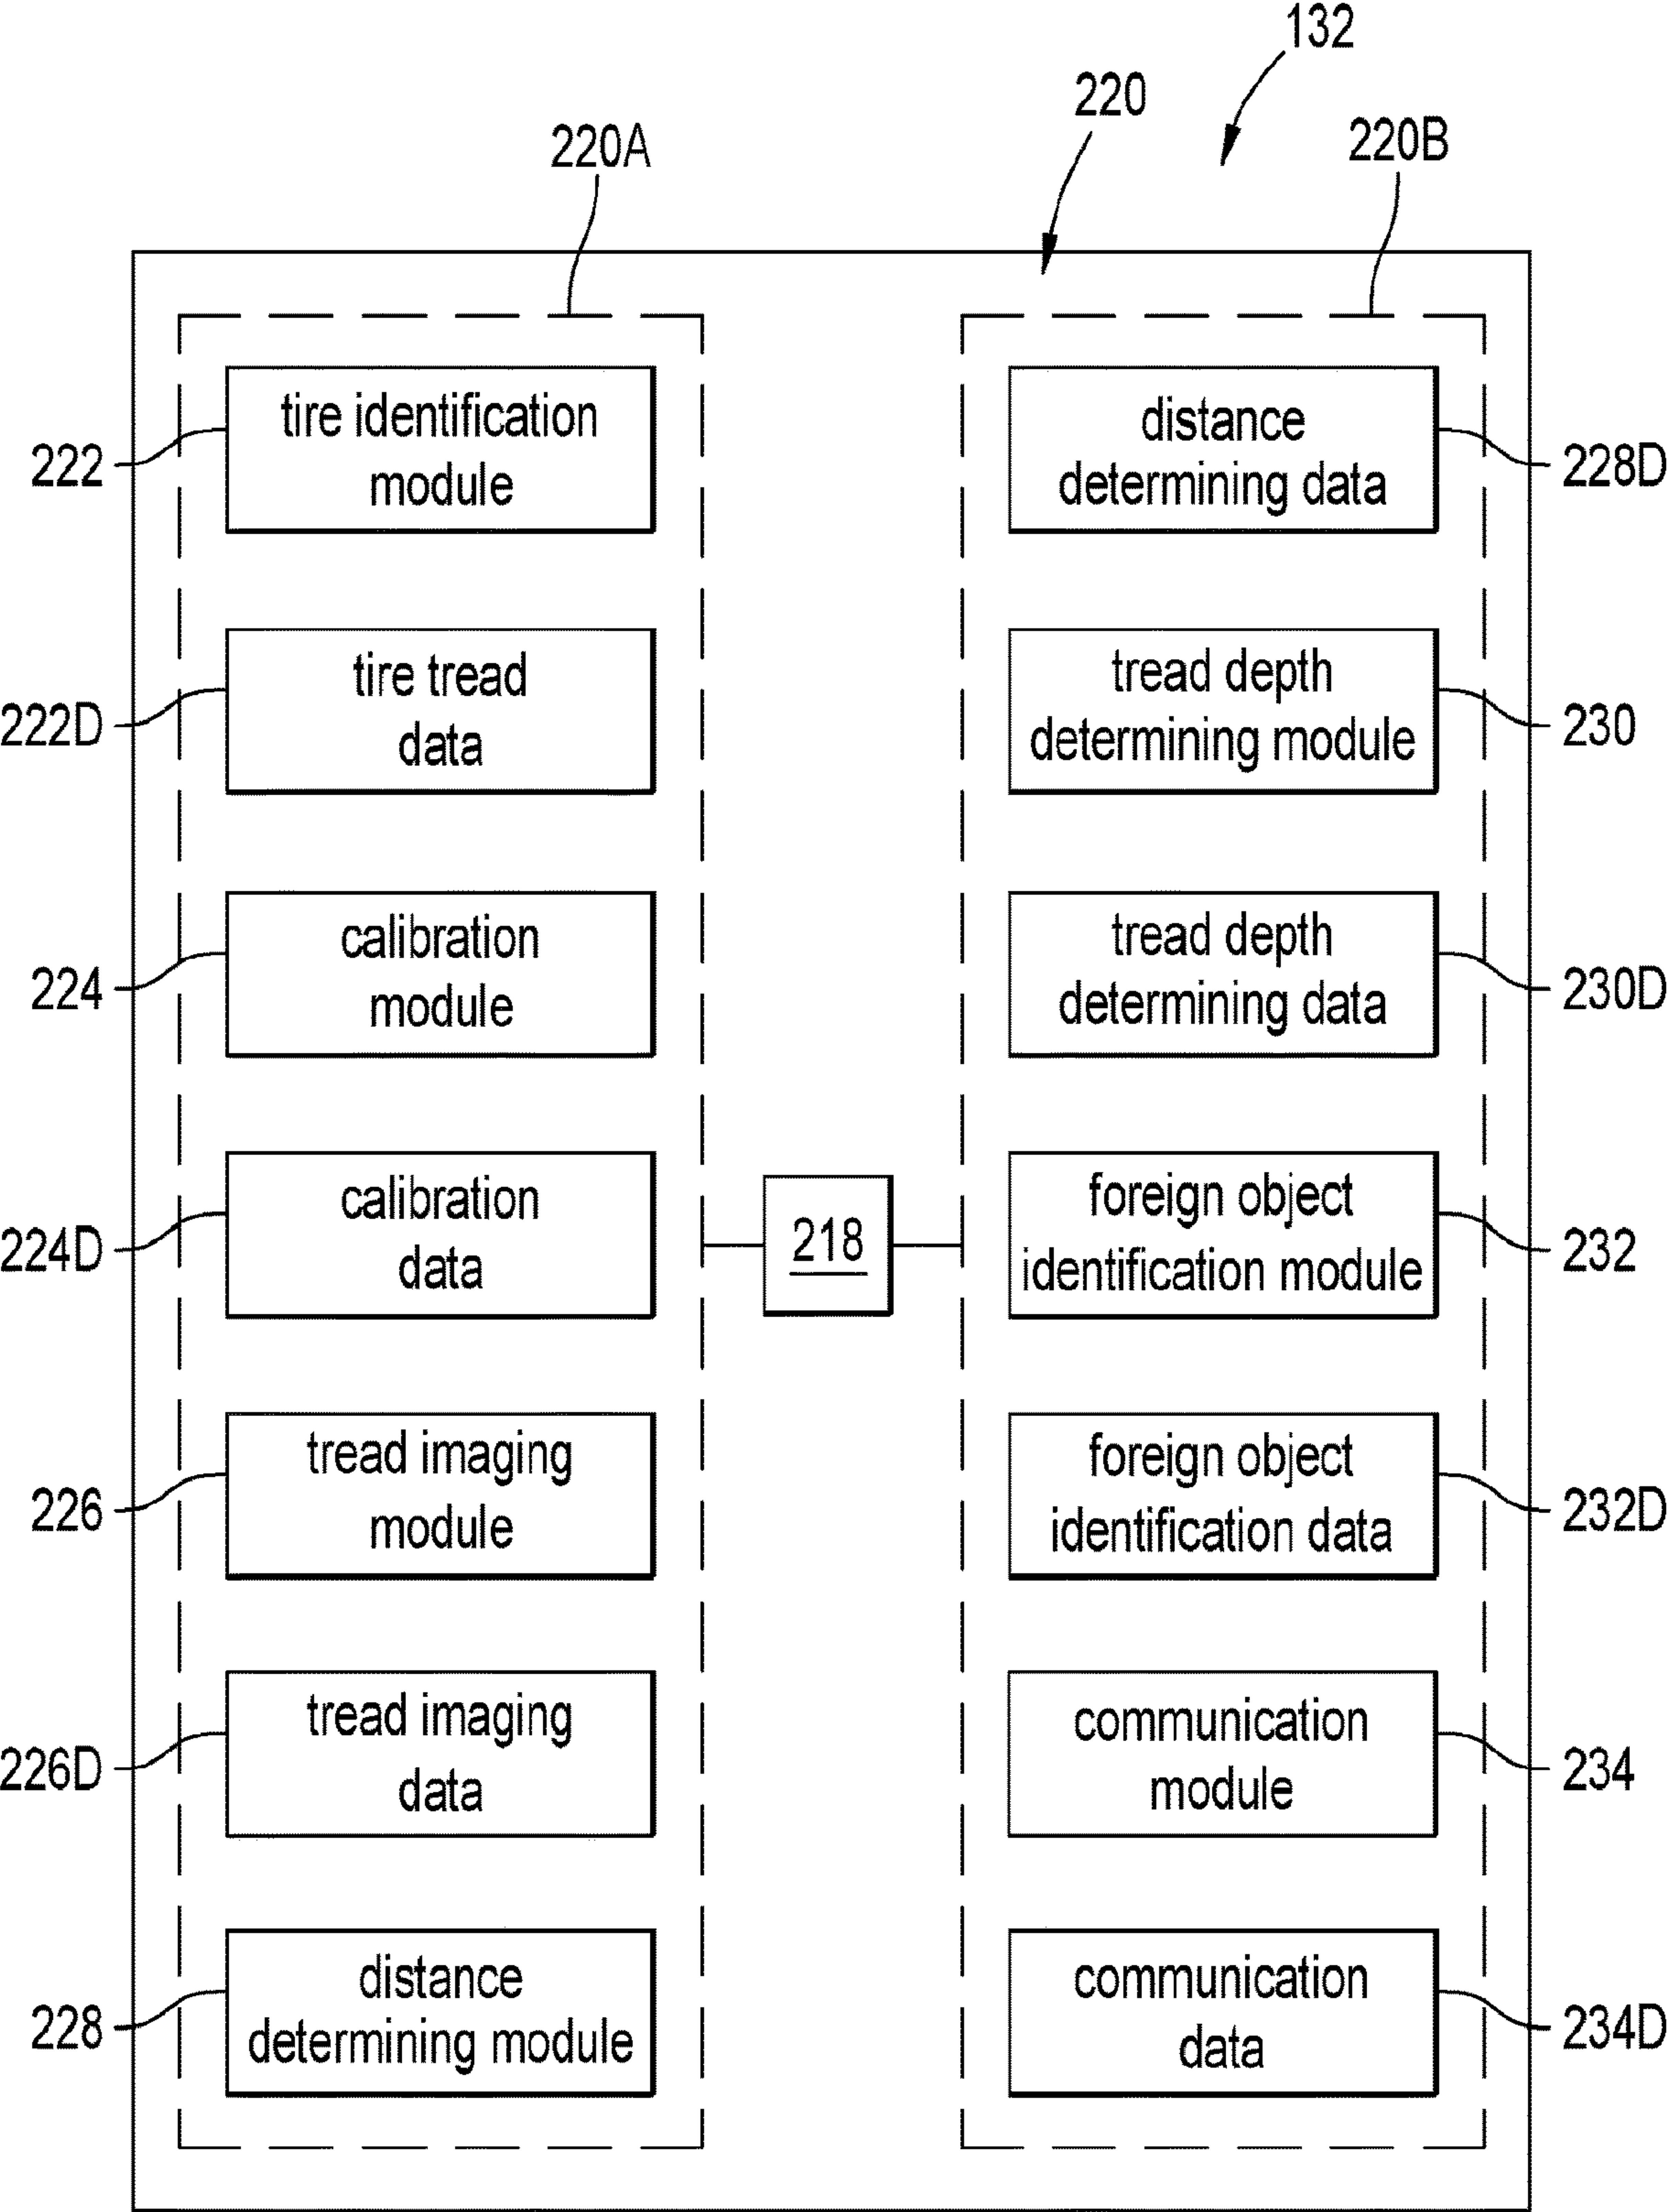 132
220
220A
220B
tire identification
module
222
tire tread
data
222D
calibration
module
224
calibration
data
224D
tread imaging
module
226
tread imaging
data
226D
distance
determining module
228
218
distance
determining data
228D
tread depth
determining module
230
tread depth
determining data
230D
foreign object
identification module
232
foreign object
identification data
232D
communication
module
234
communication
data
234D